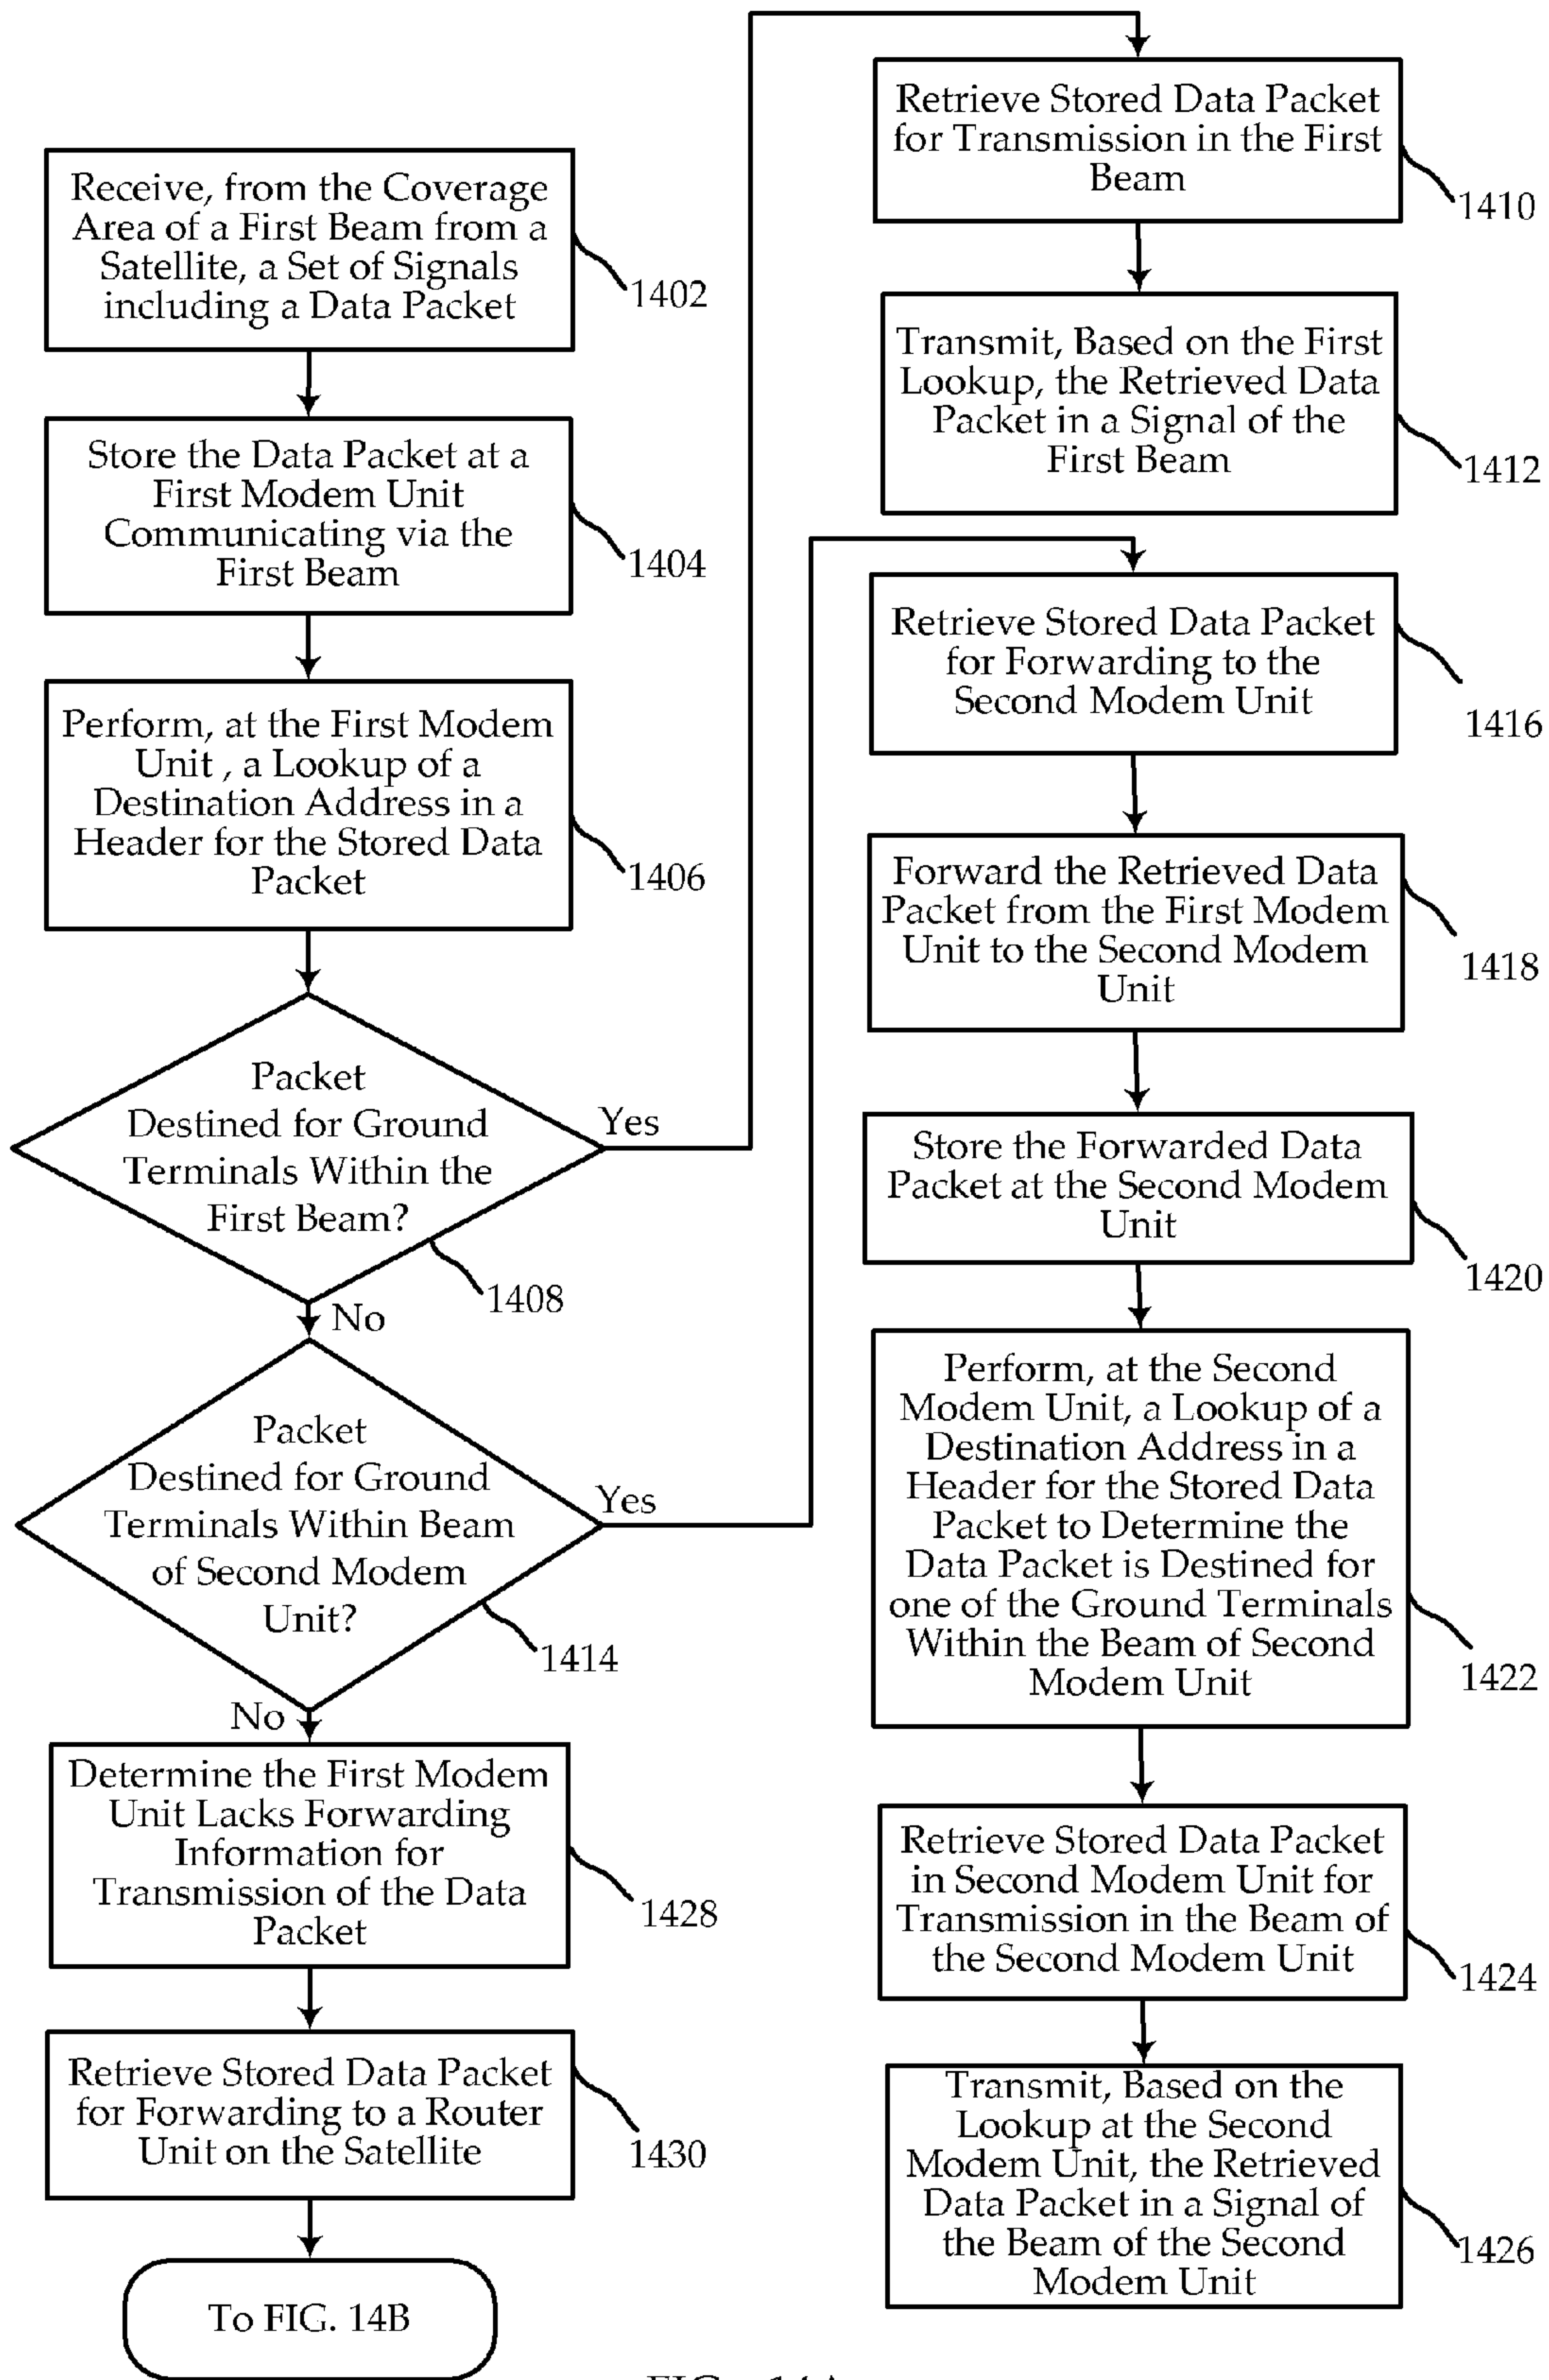 Receive, from the Coverage
Area of a First Beam from a
Satellite, a Set of Signals
including a Data Packet
1402
Store the Data Packet at a
First Modem Unit
Communicating via the
First Beam
1404
Perform, at the First Modem
Unit , a Lookup of a
Destination Address in a
Header for the Stored Data
Packet
1406
Packet
Destined for Ground
Terminals Within the
First Beam?
Yes
1408
No
Packet
Destined for Ground
Terminals Within Beam
of Second Modem
Unit?
Yes
1414
No
Determine the First Modem
Unit Lacks Forwarding
Information for
Transmission of the Data
Packet
1428
Retrieve Stored Data Packet
for Forwarding to a Router
Unit on the Satellite
1430
To FIG. 14B
Retrieve Stored Data Packet
for Transmission in the First
Beam
1410
Transmit, Based on the First
Lookup, the Retrieved Data
Packet in a Signal of the
First Beam
1412
Retrieve Stored Data Packet
for Forwarding to the
Second Modem Unit
1416
Forward the Retrieved Data
Packet from the First Modem
Unit to the Second Modem
Unit
1418
Store the Forwarded Data
Packet at the Second Modem
Unit
1420
Perform, at the Second
Modem Unit, a Lookup of a
Destination Address in a
Header for the Stored Data
Packet to Determine the
Data Packet is Destined for
one of the Ground Terminals
Within the Beam of Second
Modem Unit
1422
Retrieve Stored Data Packet
in Second Modem Unit for
Transmission in the Beam of
the Second Modem Unit
1424
Transmit, Based on the
Lookup at the Second
Modem Unit, the Retrieved
Data Packet in a Signal of
the Beam of the Second
Modem Unit
1426